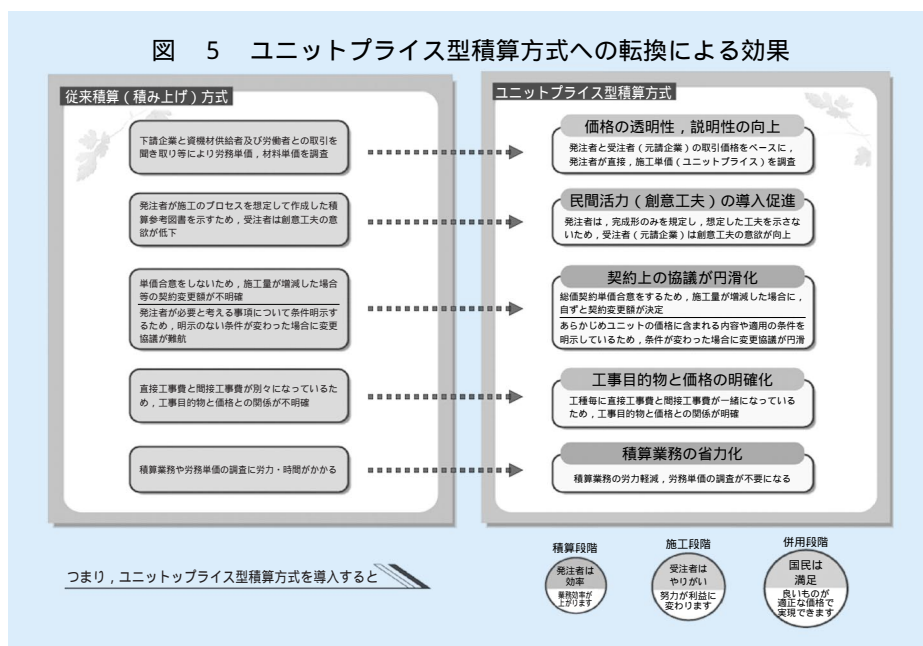 図 5 ユニットプライス型積算方式への転換による効果
従来積算(積み上げ)方式
下請企業と資機材供給者及び労働者との取引を
聞き取り等により労務単価,材料単価を調査
発注者が施工のプロセスを想定して作成した積
算参考図書を示すため,受注者は創意工夫の意
欲が低下
単価合意をしないため,施工量が増減した場合
等の契約変更額が不明確
発注者が必要と考える事項について条件明示す
るため,明示のない条件が変わった場合に変更
協議が難航
直接工事費と間接工事費が別々になっているた
め,工事目的物と価格との関係が不明確
積算業務や労務単価の調査に労力・時間がかかる
ユニットプライス型積算方式
価格の透明性,説明性の向上
発注者と受注者(元請企業)の取引価格をベースに,
発注者が直接,施工単価(ユニットプライス)を調査
民間活力(創意工夫)の導入促進
発注者は,完成形のみを規定し,想定した工夫を示さな
いため,受注者(元請企業)は創意工夫の意欲が向上
契約上の協議が円滑化
総価契約単価合意をするため,施工量が増減した場合に,
自ずと契約変更額が決定
あらかじめユニットの価格に含まれる内容や適用の条件を
明示しているため,条件が変わった場合に変更協議が円滑
工事目的物と価格の明確化
工種毎に直接工事費と間接工事費が一緒になっている
ため,工事目的物と価格との関係が明確
積算業務の省力化
積算業務の労力軽減,労務単価の調査が不要になる
つまり,ユニットップライス型積算方式を導入すると
積算段階
発注者は
効率
業務効率が
上がります
施工段階
受注者は
やりがい
努力が利益に
変わります
併用段階
国民は
満足
良いものが
適正な価格で
実現できます